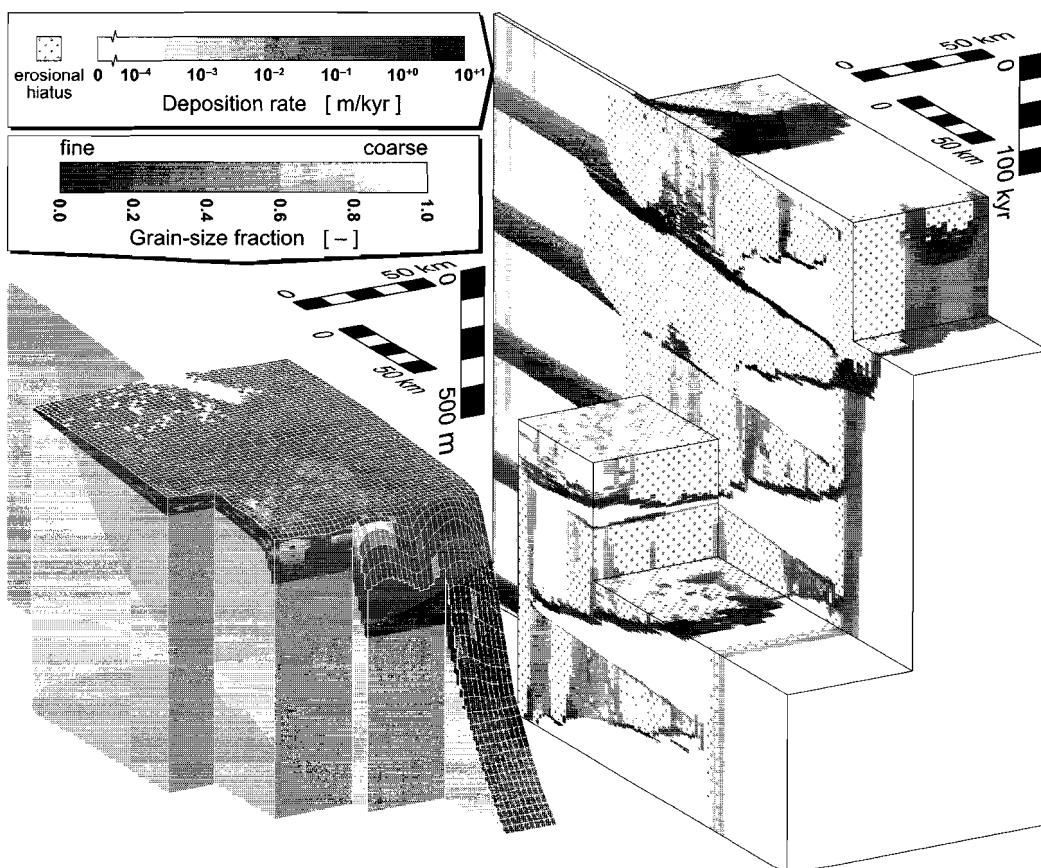 erosional
hiatus
0 10⁻⁴ 10⁻³ 10⁻² 10⁻¹ 10⁺⁰ 10⁺¹
Deposition rate [ m/kyr ]
fine coarse
0.0 0.2 0.4 0.6 0.8 1.0
Grain-size fraction [ – ]
0 50 km
0 50 km
0 500 m
0 50 km
0 50 km
0 100 kyr